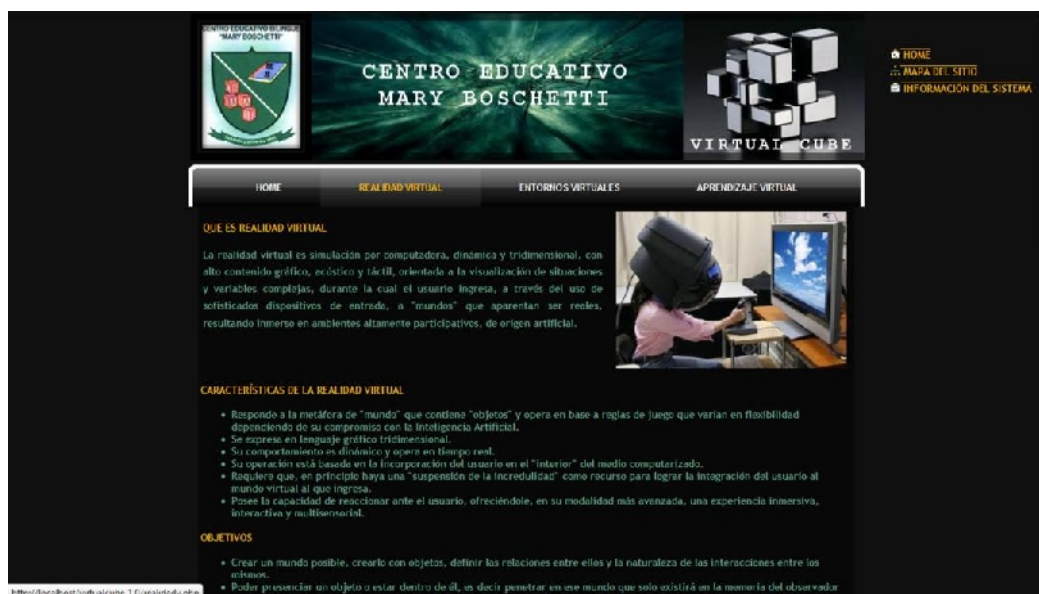 CENTRO EDUCATIVO BILINGUE
"MARY BOSCHETTI"
CENTRO EDUCATIVO
MARY BOSCHETTI
VIRTUAL CUBE
HOME
MAPA DEL SITIO
INFORMACIÓN DEL SISTEMA
HOME REALIDAD VIRTUAL ENTORNOS VIRTUALES APRENDIZAJE VIRTUAL
QUE ES REALIDAD VIRTUAL
La realidad virtual es simulación por computadora, dinámica y tridimensional, con
alto contenido gráfico, acústico y táctil, orientada a la visualización de situaciones
y variables complejas, durante la cual el usuario ingresa, a través del uso de
sofisticados dispositivos de entrada, a "mundos" que aparentan ser reales,
resultando inmerso en ambientes altamente participativos, de origen artificial.
CARACTERÍSTICAS DE LA REALIDAD VIRTUAL
• Responde a la metáfora de "mundo" que contiene "objetos" y opera en base a reglas de juego que varían en flexibilidad
dependiendo de su compromiso con la Inteligencia Artificial.
• Se expresa en lenguaje gráfico tridimensional.
• Su comportamiento es dinámico y opera en tiempo real.
• Su operación está basada en la incorporación del usuario en el "interior" del medio computarizado.
• Requiere que, en principio haya una "suspensión de la incredulidad" como recurso para lograr la integración del usuario al
mundo virtual al que ingresa.
• Posee la capacidad de reaccionar ante el usuario, ofreciéndole, en su modalidad más avanzada, una experiencia inmersiva,
interactiva y multisensorial.
OBJETIVOS
• Crear un mundo posible, crearlo con objetos, definir las relaciones entre ellos y la naturaleza de las interacciones entre los
mismos.
• Poder presenciar un objeto o estar dentro de él, es decir penetrar en ese mundo que solo existirá en la memoria del observador